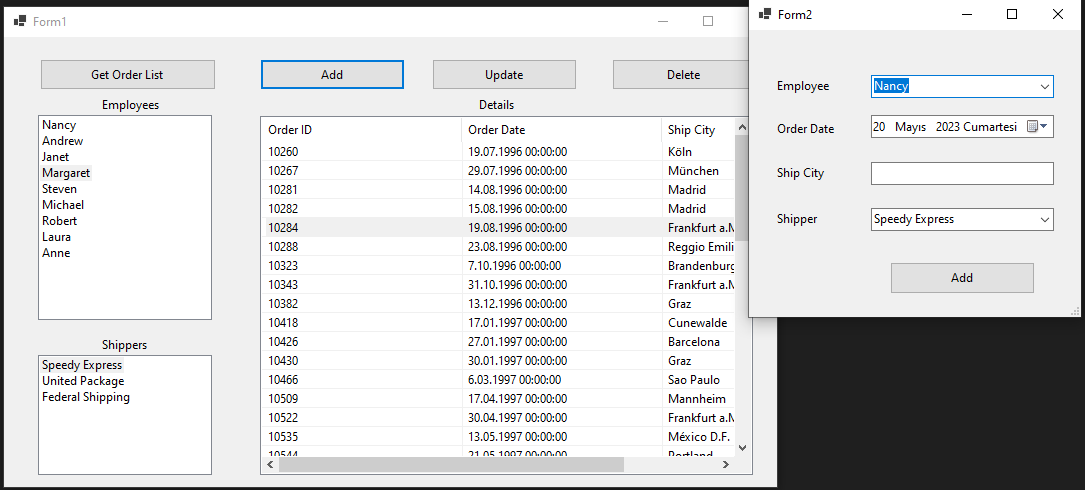 Form1
Get Order List
Add
Update
Delete
Employees
Nancy
Andrew
Janet
Margaret
Steven
Michael
Robert
Laura
Anne
Shippers
Speedy Express
United Package
Federal Shipping
Details
Order ID Order Date Ship City
10260 19.07.1996 00:00:00 Köln
10267 29.07.1996 00:00:00 München
10281 14.08.1996 00:00:00 Madrid
10282 15.08.1996 00:00:00 Madrid
10284 19.08.1996 00:00:00 Frankfurt a.M
10288 23.08.1996 00:00:00 Reggio Emili
10323 7.10.1996 00:00:00 Brandenburg
10343 31.10.1996 00:00:00 Frankfurt a.M
10382 13.12.1996 00:00:00 Graz
10418 17.01.1997 00:00:00 Cunewalde
10426 27.01.1997 00:00:00 Barcelona
10430 30.01.1997 00:00:00 Graz
10466 6.03.1997 00:00:00 Sao Paulo
10509 17.04.1997 00:00:00 Mannheim
10522 30.04.1997 00:00:00 Frankfurt a.M
10535 13.05.1997 00:00:00 México D.F.
10544 21.05.1997 00:00:00 Portland
Form2
Employee Nancy
Order Date 20 Mayıs 2023 Cumartesi
Ship City
Shipper Speedy Express
Add